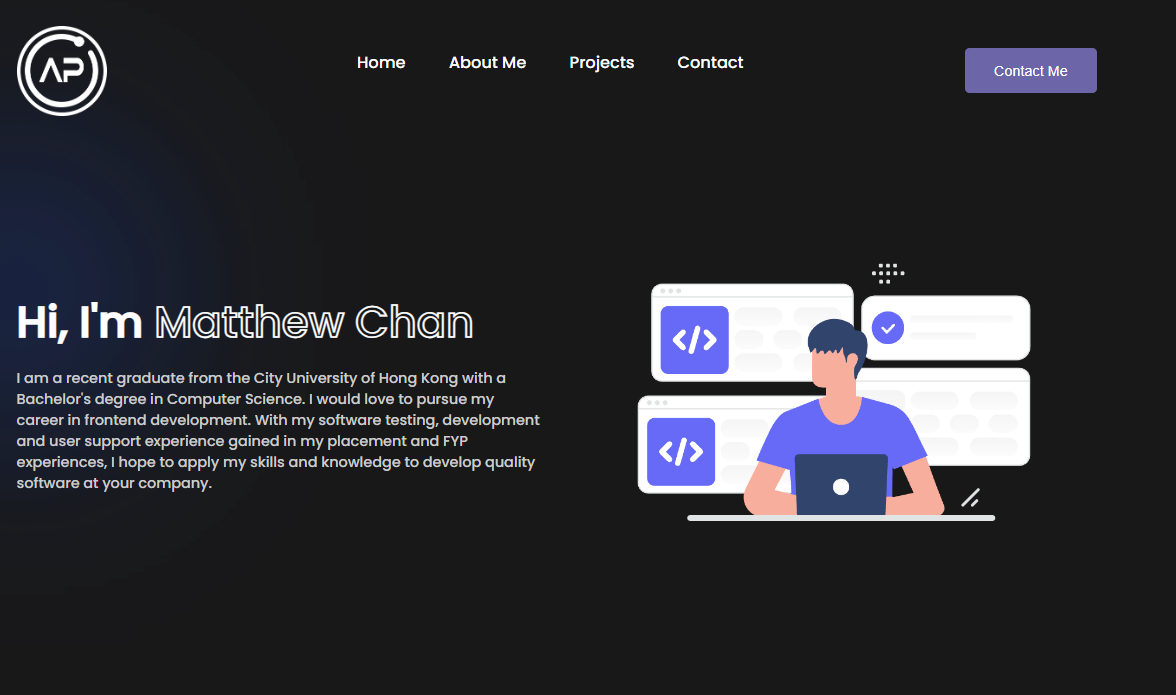 AP
Home About Me Projects Contact
Contact Me
Hi, I'm Matthew Chan
I am a recent graduate from the City University of Hong Kong with a
Bachelor's degree in Computer Science. I would love to pursue my
career in frontend development. With my software testing, development
and user support experience gained in my placement and FYP
experiences, I hope to apply my skills and knowledge to develop quality
software at your company.